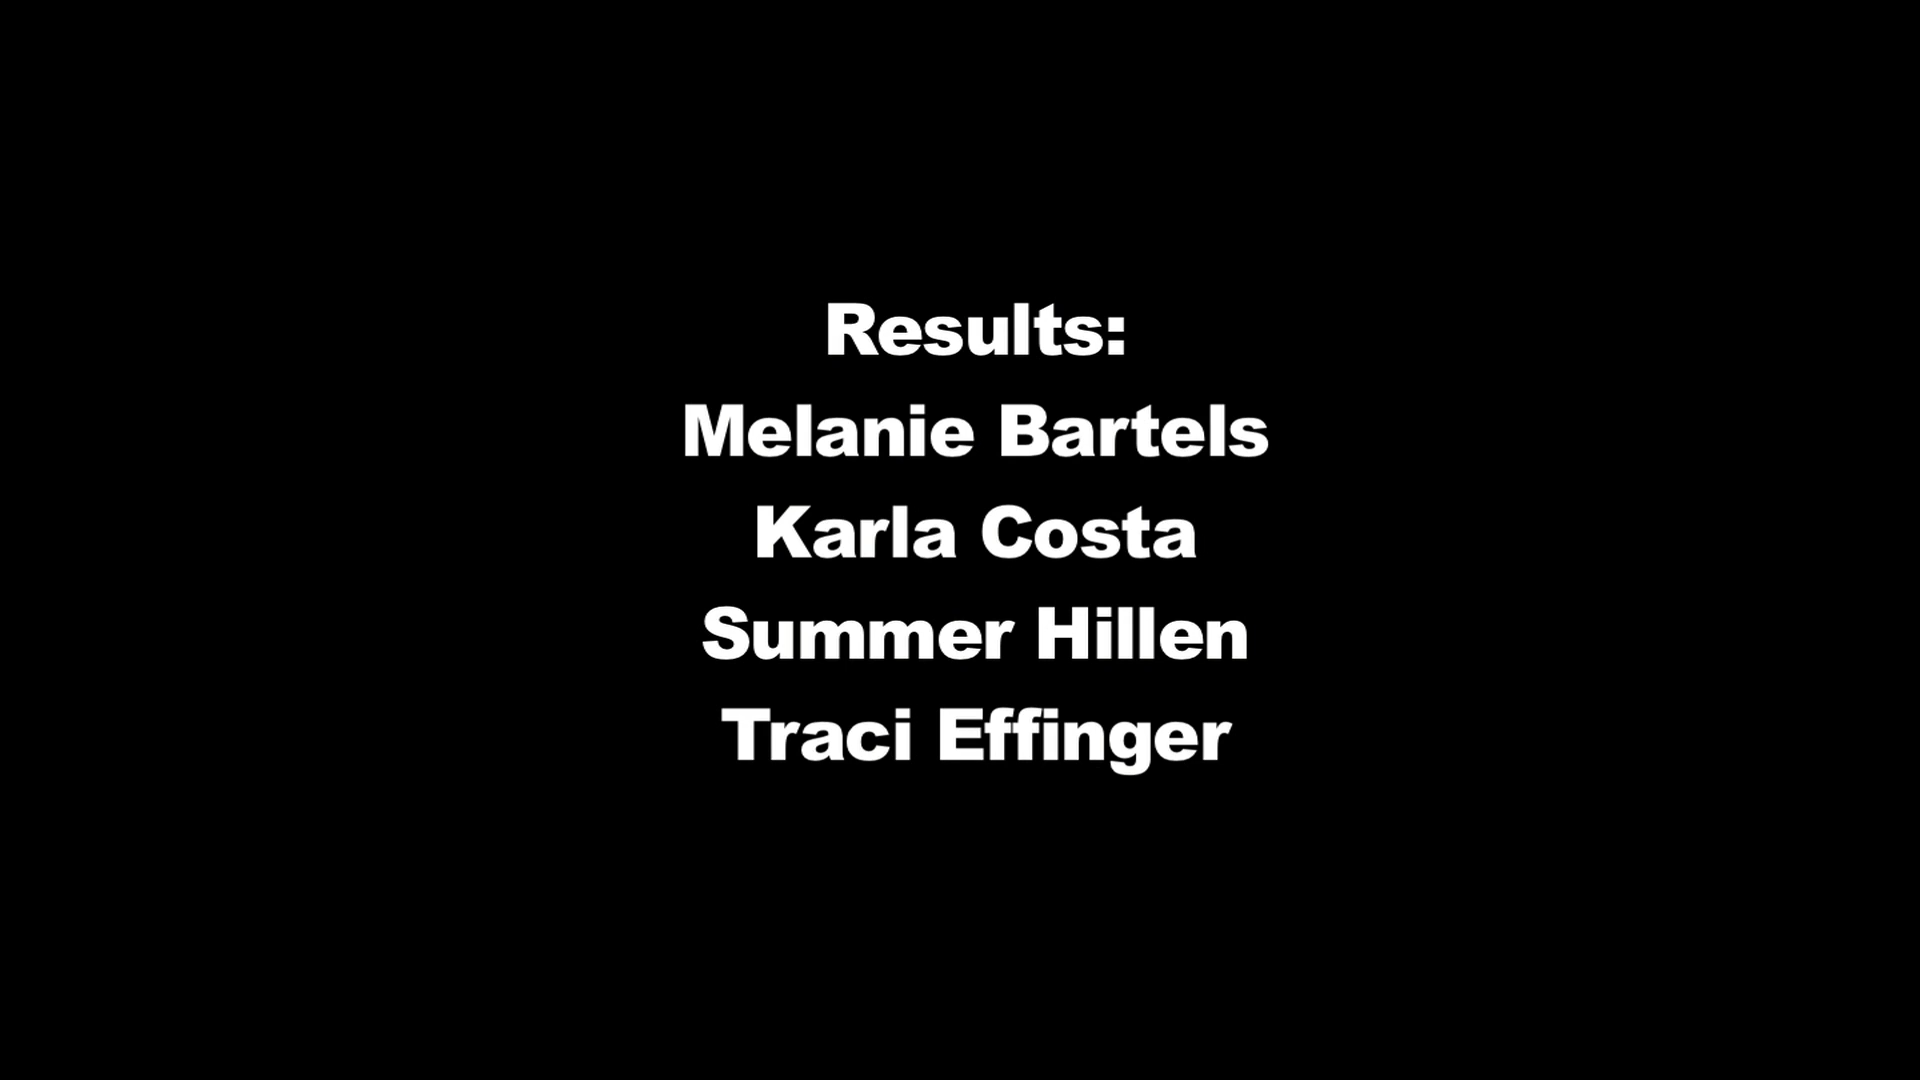 Results:
Melanie Bartels
Karla Costa
Summer Hillen
Traci Effinger